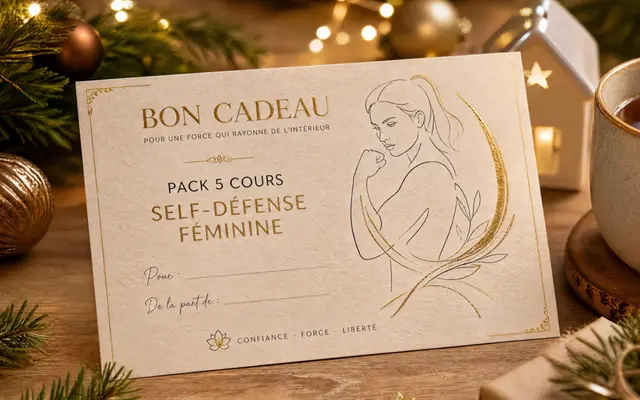 BON CADEAU
POUR UNE FORCE QUI RAYONNE DE L'INTÉRIEUR
PACK 5 COURS
SELF-DÉFENSE
FÉMININE
Pour :
De la part de :
CONFIANCE - FORCE - LIBERTÉ